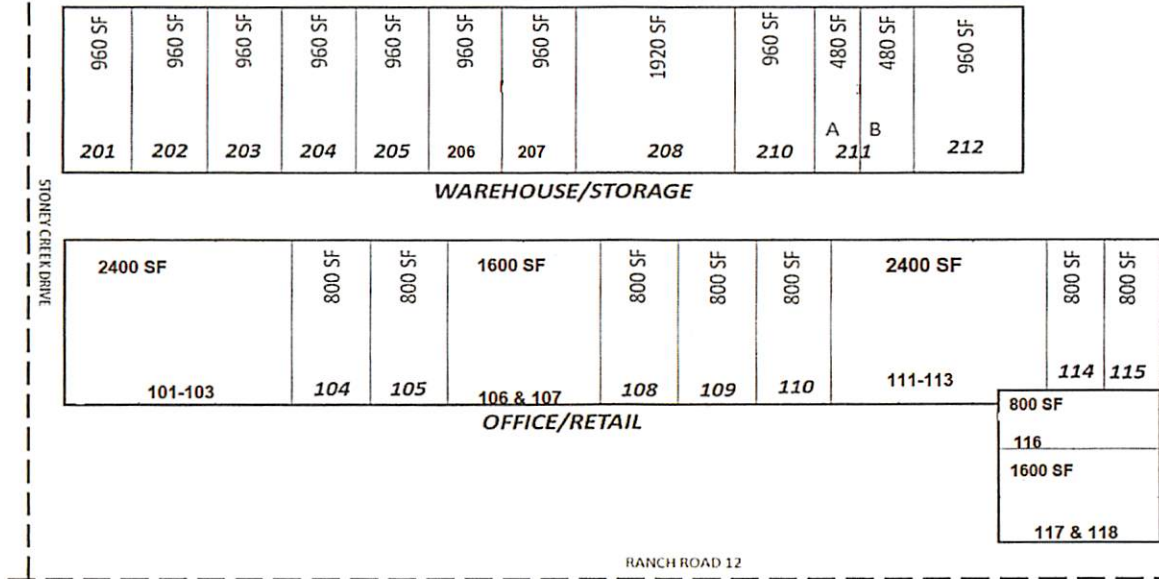 960 SF
960 SF
960 SF
960 SF
960 SF
960 SF
960 SF
1920 SF
960 SF
480 SF
480 SF
960 SF
A B
201 202 203 204 205 206 207 208 210 211 212
WAREHOUSE/STORAGE
STONEY CREEK DRIVE
2400 SF
800 SF
800 SF
1600 SF
800 SF
800 SF
800 SF
2400 SF
800 SF
800 SF
101-103 104 105 106 & 107 108 109 110 111-113 114 115
OFFICE/RETAIL
800 SF
116
1600 SF
117 & 118
RANCH ROAD 12